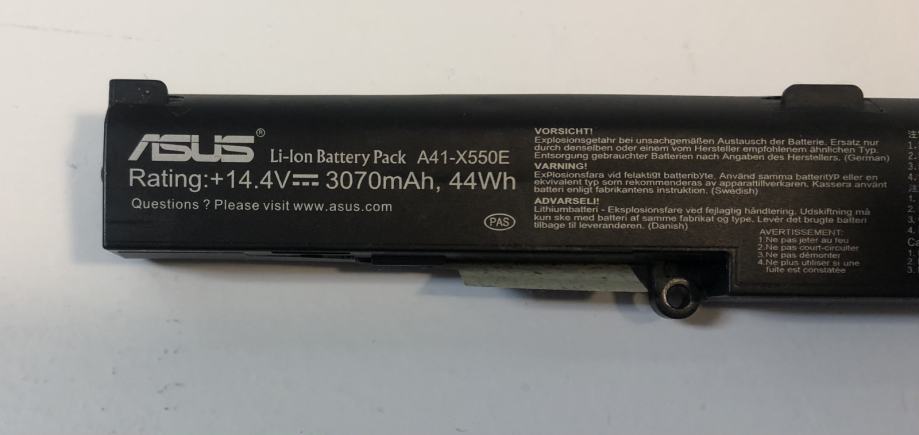 ASUS®
Li-Ion Battery Pack A41-X550E
Rating:+14.4V⎓ 3070mAh, 44Wh
Questions ? Please visit www.asus.com
PAS
VORSICHT!
Explosionsgefahr bei unsachgemäßen Austausch der Batterie. Ersatz nur
durch denselben oder einem vom Hersteller empfohlenem ähnlichen Typ.
Entsorgung gebrauchter Batterien nach Angaben des Herstellers. (German)
VARNING!
Explosionsfara vid felaktigt batteribyte. Använd samma batterityp eller en
ekvivalent typ som rekommenderas av apparattillverkaren. Kassera använt
batteri enligt fabrikantens instruktion. (Swedish)
ADVARSELI!
Lithiumbatteri - Eksplosionsfare ved fejlagtig håndtering. Udskiftning må
kun ske med batteri af samme fabrikat og type. Levér det brugte batteri
tilbage til leverandøren. (Danish)
AVERTISSEMENT:
1.Ne pas jeter au feu
2.Ne pas court-circuiter
3.Ne pas démonter
4.Ne plus utiliser si une
fuite est constatée